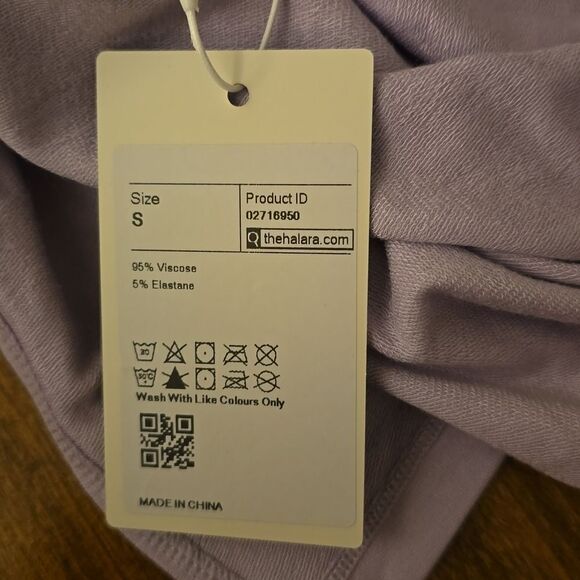 Size
S
Product ID
02716950
thehalara.com
95% Viscose
5% Elastane
Wash With Like Colours Only
MADE IN CHINA